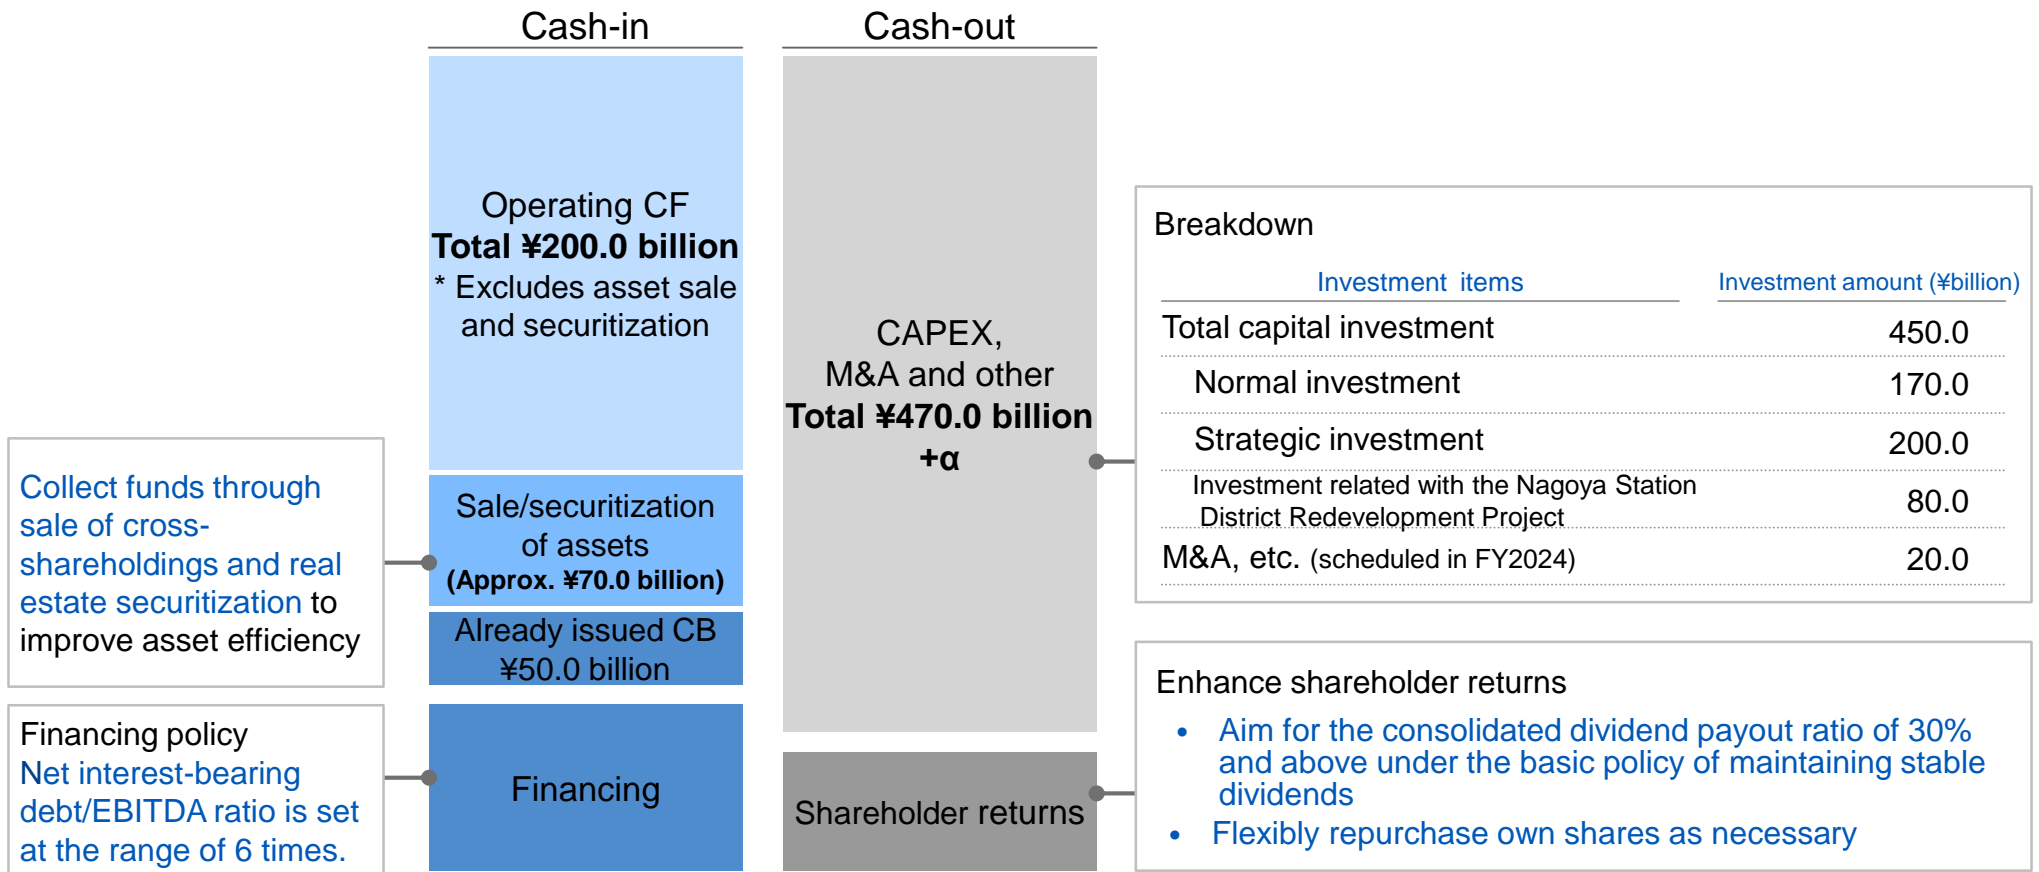 Cash-in
Cash-out
Operating CF
Total ¥200.0 billion
* Excludes asset sale
and securitization
Sale/securitization
of assets
(Approx. ¥70.0 billion)
Already issued CB
¥50.0 billion
Financing
Collect funds through
sale of cross-
shareholdings and real
estate securitization to
improve asset efficiency
Financing policy
Net interest-bearing
debt/EBITDA ratio is set
at the range of 6 times.
CAPEX,
M&A and other
Total ¥470.0 billion
+α
Shareholder returns
Breakdown
Investment items Investment amount (¥billion)
Total capital investment 450.0
Normal investment 170.0
Strategic investment 200.0
Investment related with the Nagoya Station
District Redevelopment Project 80.0
M&A, etc. (scheduled in FY2024) 20.0
Enhance shareholder returns
• Aim for the consolidated dividend payout ratio of 30%
and above under the basic policy of maintaining stable
dividends
• Flexibly repurchase own shares as necessary